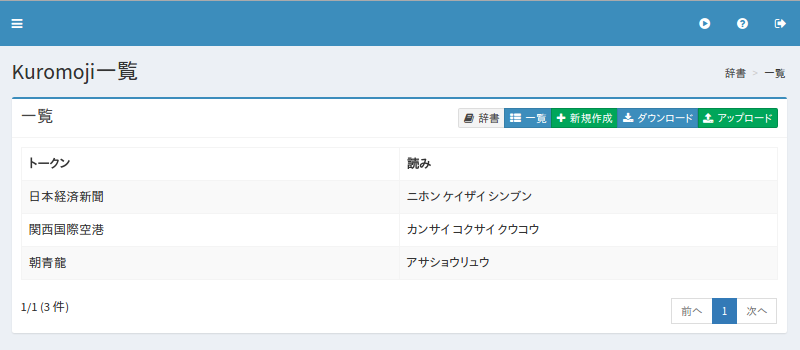 Kuromoji一覧
辞書 > 一覧
一覧
辞書 一覧 新規作成 ダウンロード アップロード
トークン 読み
日本経済新聞 ニホン ケイザイ シンブン
関西国際空港 カンサイ コクサイ クウコウ
朝青龍 アサショウリュウ
1/1 (3 件)
前へ 1 次へ